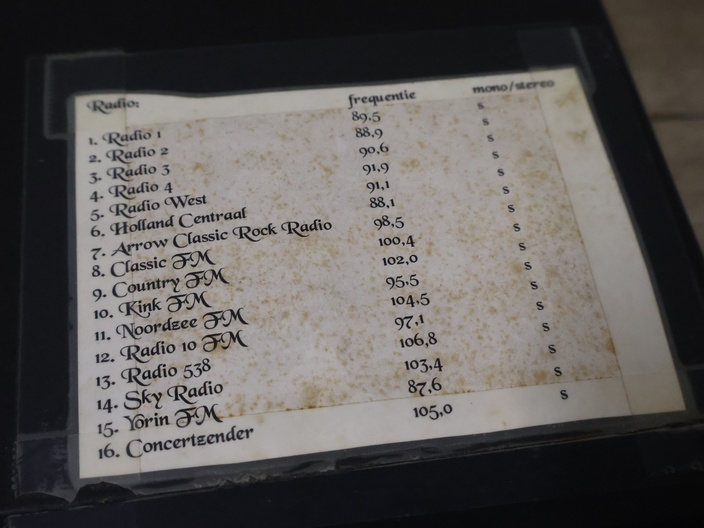 Radio: frequentie mono/stereo
1. Radio 1 89,5 s
2. Radio 2 88,9 s
3. Radio 3 90,6 s
4. Radio 4 91,9 s
5. Radio West 91,1 s
6. Holland Centraal 88,1 s
7. Arrow Classic Rock Radio 98,5 s
8. Classic FM 100,4 s
9. Country FM 102,0 s
10. Kink FM 95,5 s
11. Noordzee FM 104,5 s
12. Radio 10 FM 97,1 s
13. Radio 538 106,8 s
14. Sky Radio 103,4 s
15. Yorin FM 87,6 s
16. Concertzender 105,0 s